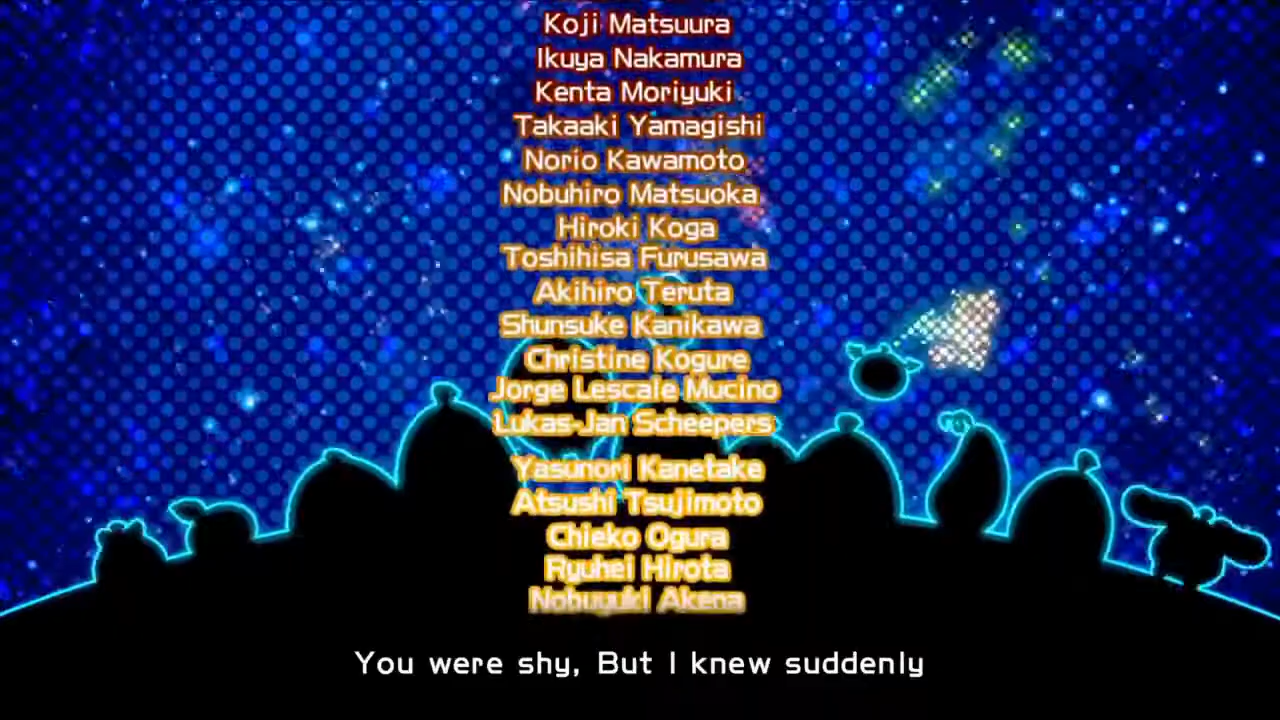 Koji Matsuura
Ikuya Nakamura
Kenta Moriyuki
Takaaki Yamagishi
Norio Kawamoto
Nobuhiro Matsuoka
Hiroki Koga
Toshihisa Furusawa
Akihiro Teruta
Shunsuke Kanikawa
Christine Kogure
Jorge Lescale Mucino
Lukas-Jan Scheepers
Yasunori Kanetake
Atsushi Tsujimoto
Chieko Ogura
Ryuhei Hirota
Nobuyuki Akena
You were shy, But I knew suddenly